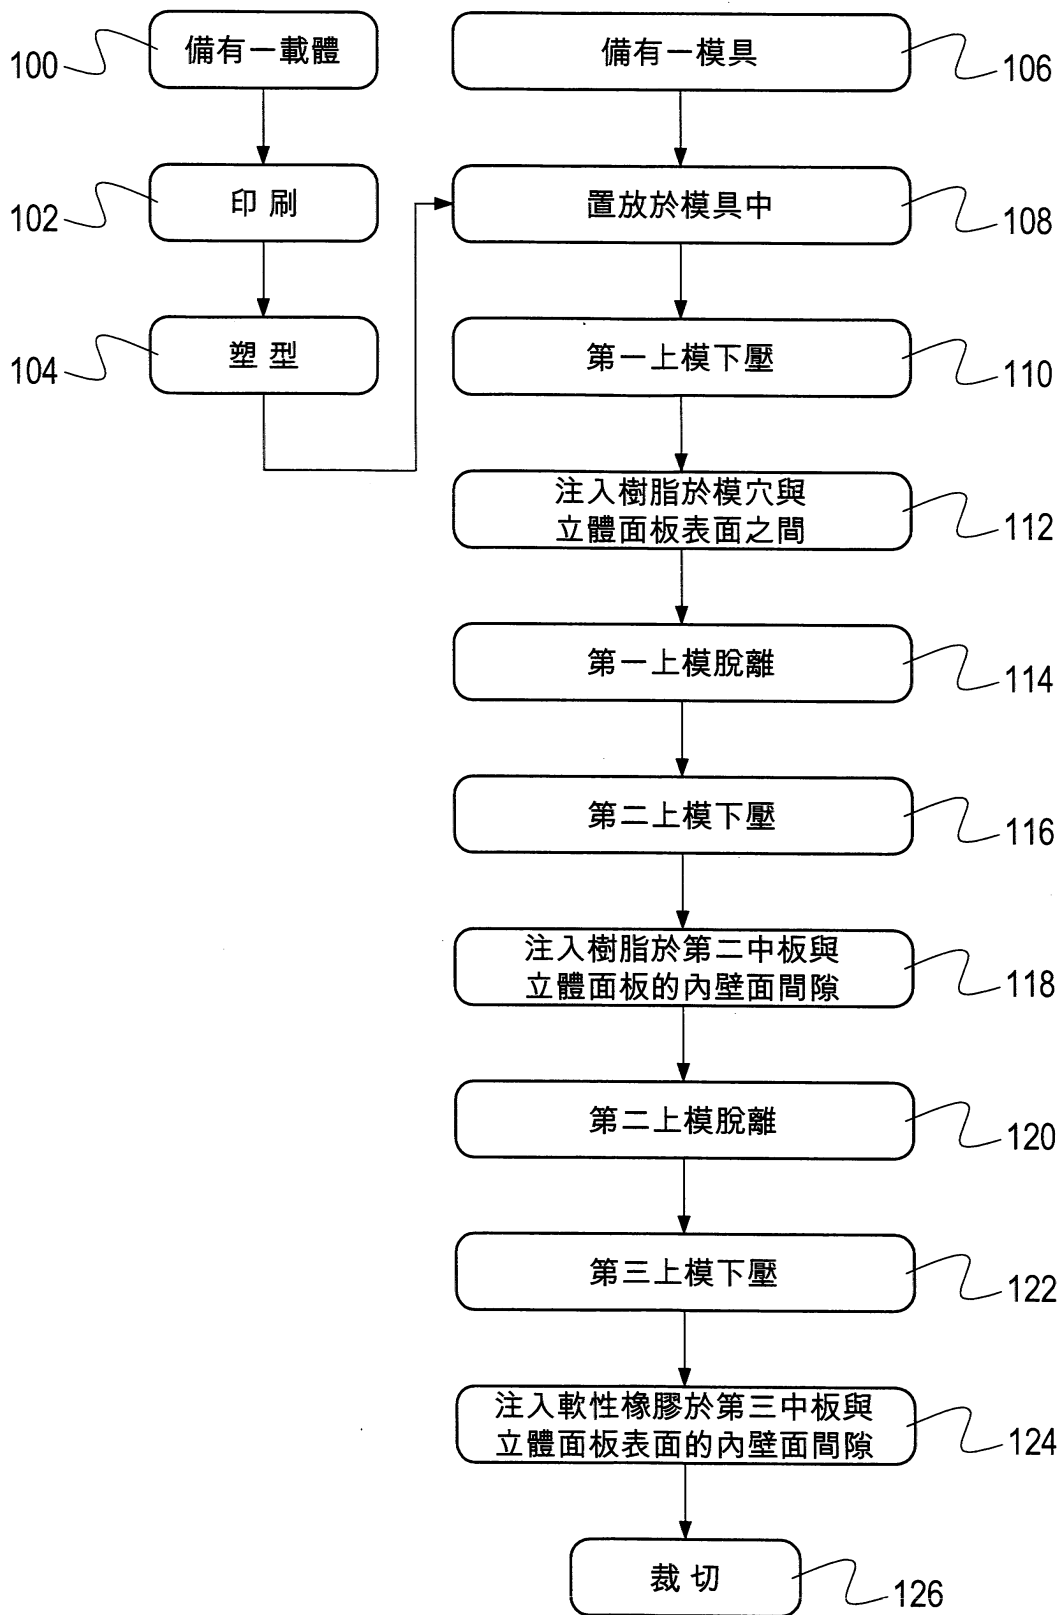 100
備有一載體
102
印刷
104
塑型
備有一模具
106
置放於模具中
108
第一上模下壓
110
注入樹脂於模穴與
立體面板表面之間
112
第一上模脫離
114
第二上模下壓
116
注入樹脂於第二中板與
立體面板的內壁面間隙
118
第二上模脫離
120
第三上模下壓
122
注入軟性橡膠於第三中板與
立體面板表面的內壁面間隙
124
裁切
126